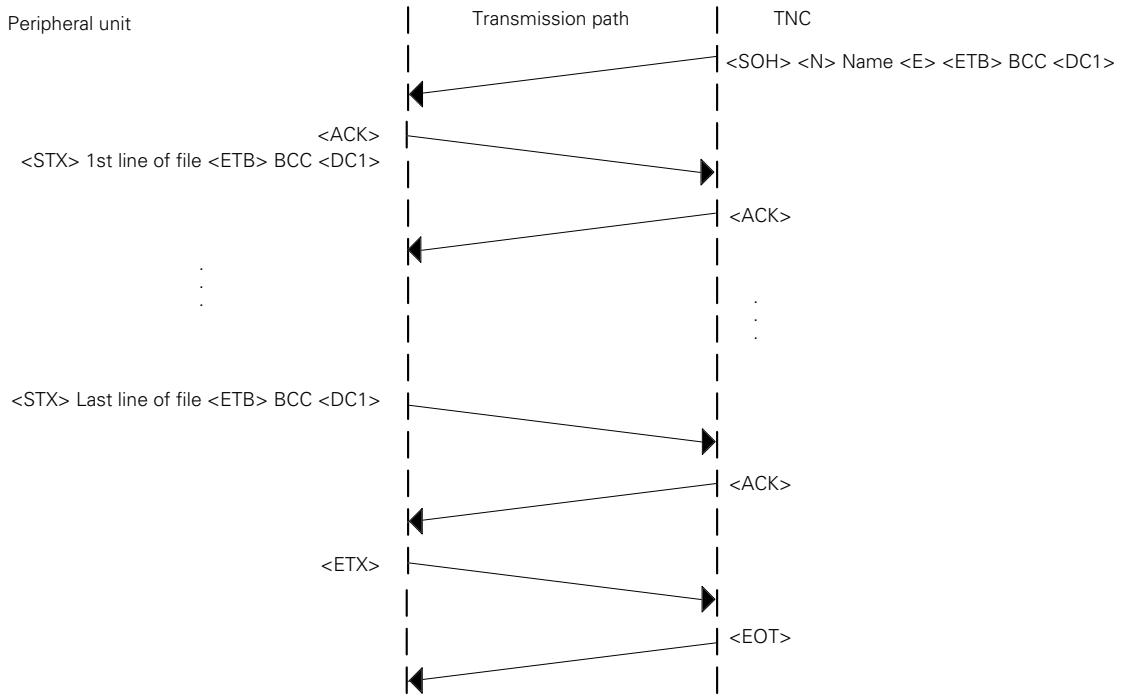 Peripheral unit
Transmission path
TNC
<SOH> <N> Name <E> <ETB> BCC <DC1>
<ACK>
<STX> 1st line of file <ETB> BCC <DC1>
<ACK>
.
.
.
.
.
.
<STX> Last line of file <ETB> BCC <DC1>
<ACK>
<ETX>
<EOT>